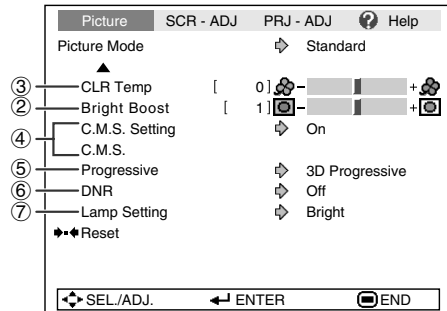 Picture SCR - ADJ PRJ - ADJ ? Help
Picture Mode Standard
③ CLR Temp [ 0] - +
② Bright Boost [ 1] - +
④ C.M.S. Setting On
C.M.S.
⑤ Progressive 3D Progressive
⑥ DNR Off
⑦ Lamp Setting Bright
Reset
SEL./ADJ. ENTER END